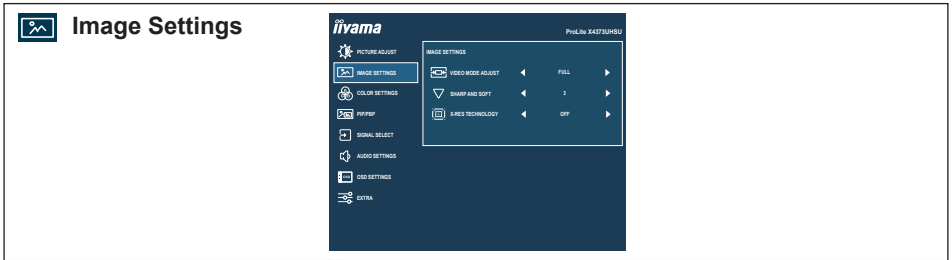 Image Settings
iiyama
ProLite X4373UHSU
PICTURE ADJUST
IMAGE SETTINGS
COLOR SETTINGS
PIP/PBP
SIGNAL SELECT
AUDIO SETTINGS
OSD
OSD SETTINGS
EXTRA
IMAGE SETTINGS
VIDEO MODE ADJUST FULL
SHARP AND SOFT 3
X-RES TECHNOLOGY OFF